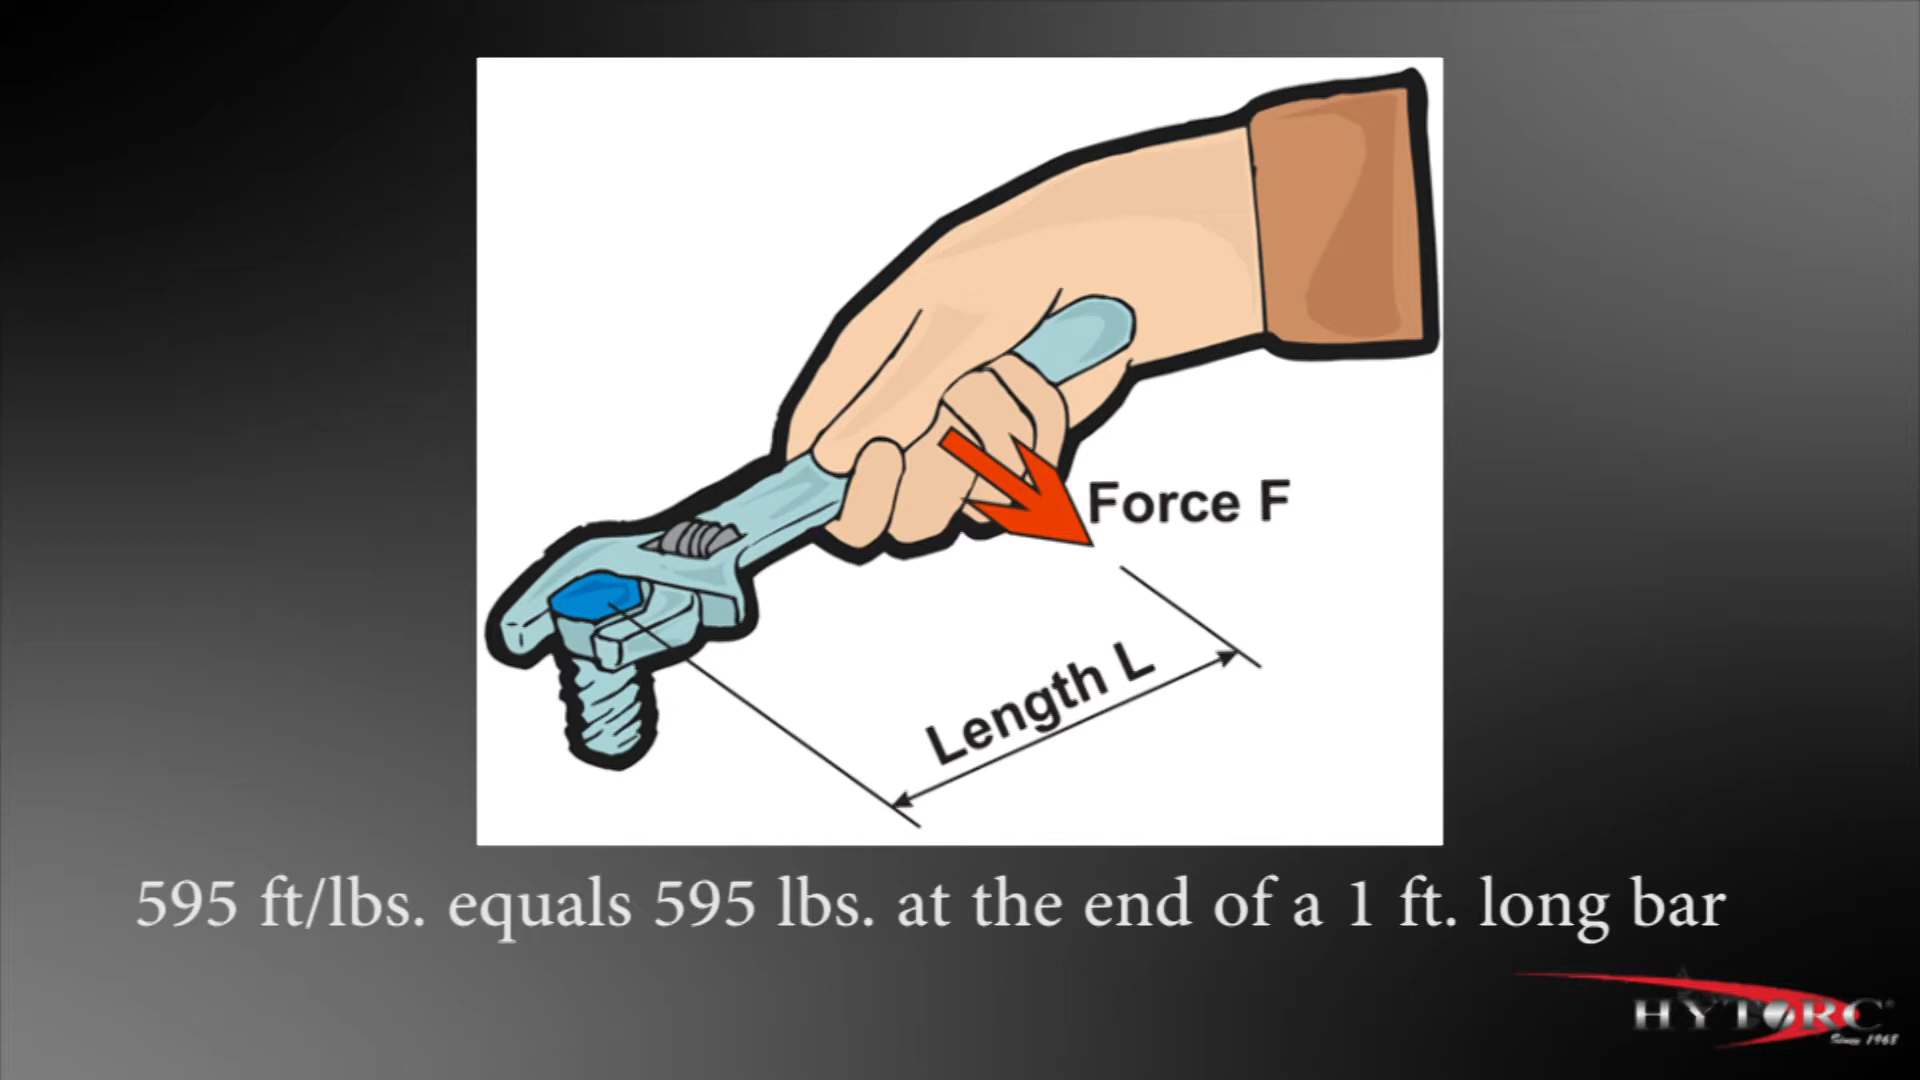 Force F
Length L
595 ft/lbs. equals 595 lbs. at the end of a 1 ft. long bar
HYTORC®
Since 1968